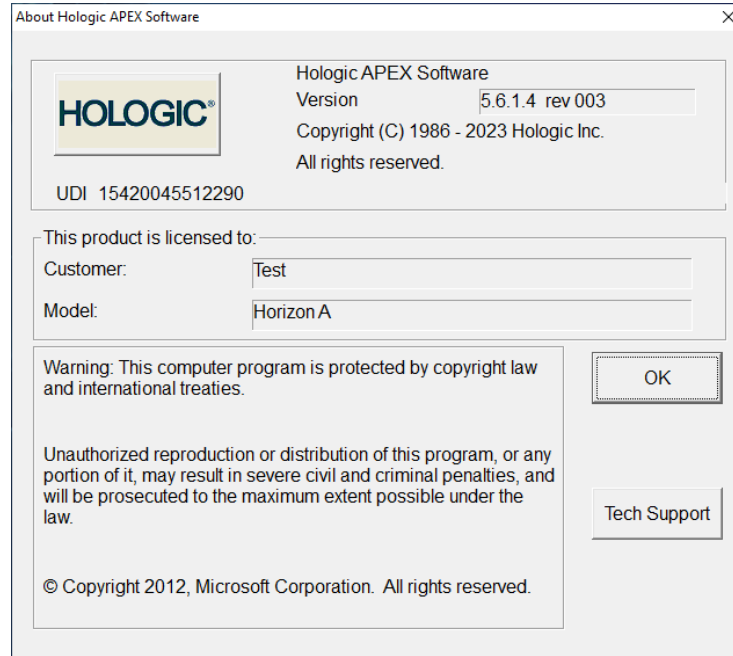 About Hologic APEX Software
HOLOGIC®
Hologic APEX Software
Version 5.6.1.4 rev 003
Copyright (C) 1986 - 2023 Hologic Inc.
All rights reserved.
UDI 15420045512290
This product is licensed to:
Customer: Test
Model: Horizon A
Warning: This computer program is protected by copyright law
and international treaties.
Unauthorized reproduction or distribution of this program, or any
portion of it, may result in severe civil and criminal penalties, and
will be prosecuted to the maximum extent possible under the
law.
© Copyright 2012, Microsoft Corporation. All rights reserved.
OK
Tech Support